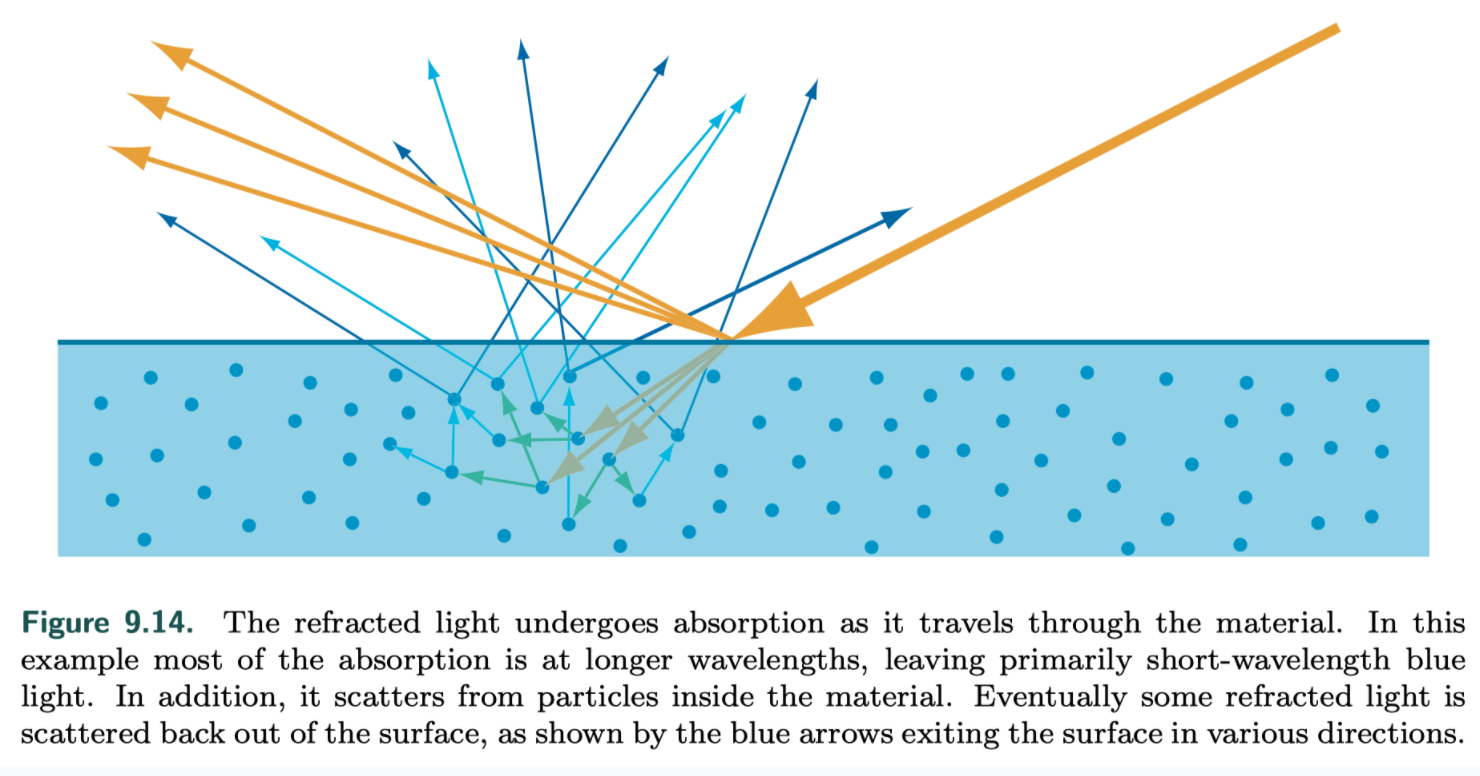 Figure 9.14. The refracted light undergoes absorption as it travels through the material. In this
example most of the absorption is at longer wavelengths, leaving primarily short-wavelength blue
light. In addition, it scatters from particles inside the material. Eventually some refracted light is
scattered back out of the surface, as shown by the blue arrows exiting the surface in various directions.